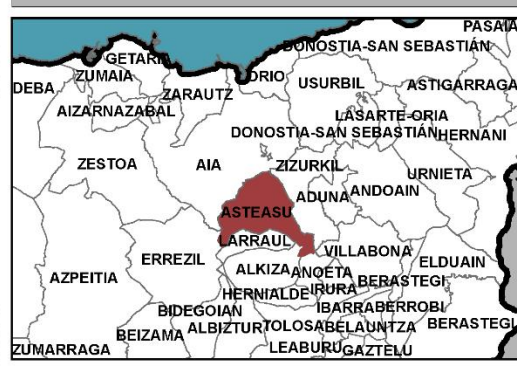 PASAIA
DONOSTIA-SAN SEBASTIÁN
GETARIA
ZUMAIA
ORIO
USURBIL
ASTIGARRAGA
DEBA
ZARAUTZ
AIZARNAZABAL
LASARTE-ORIA
DONOSTIA-SAN SEBASTIÁN
HERNANI
ZESTOA
AIA
ZIZURKIL
URNIETA
ADUNA
ANDOAIN
ASTEASU
LARRAUL
VILLABONA
ERREZIL
ELDUAIN
ALKIZA
ANOETA
AZPEITIA
IRURA
BERASTEGI
HERNIALDE
BIDEGOIAN
IBARRA
BERROBI
BEIZAMA
ALBIZTUR
TOLOSA
BELAUNTZA
BERASTEGI
ZUMARRAGA
LEABURU
GAZTELU